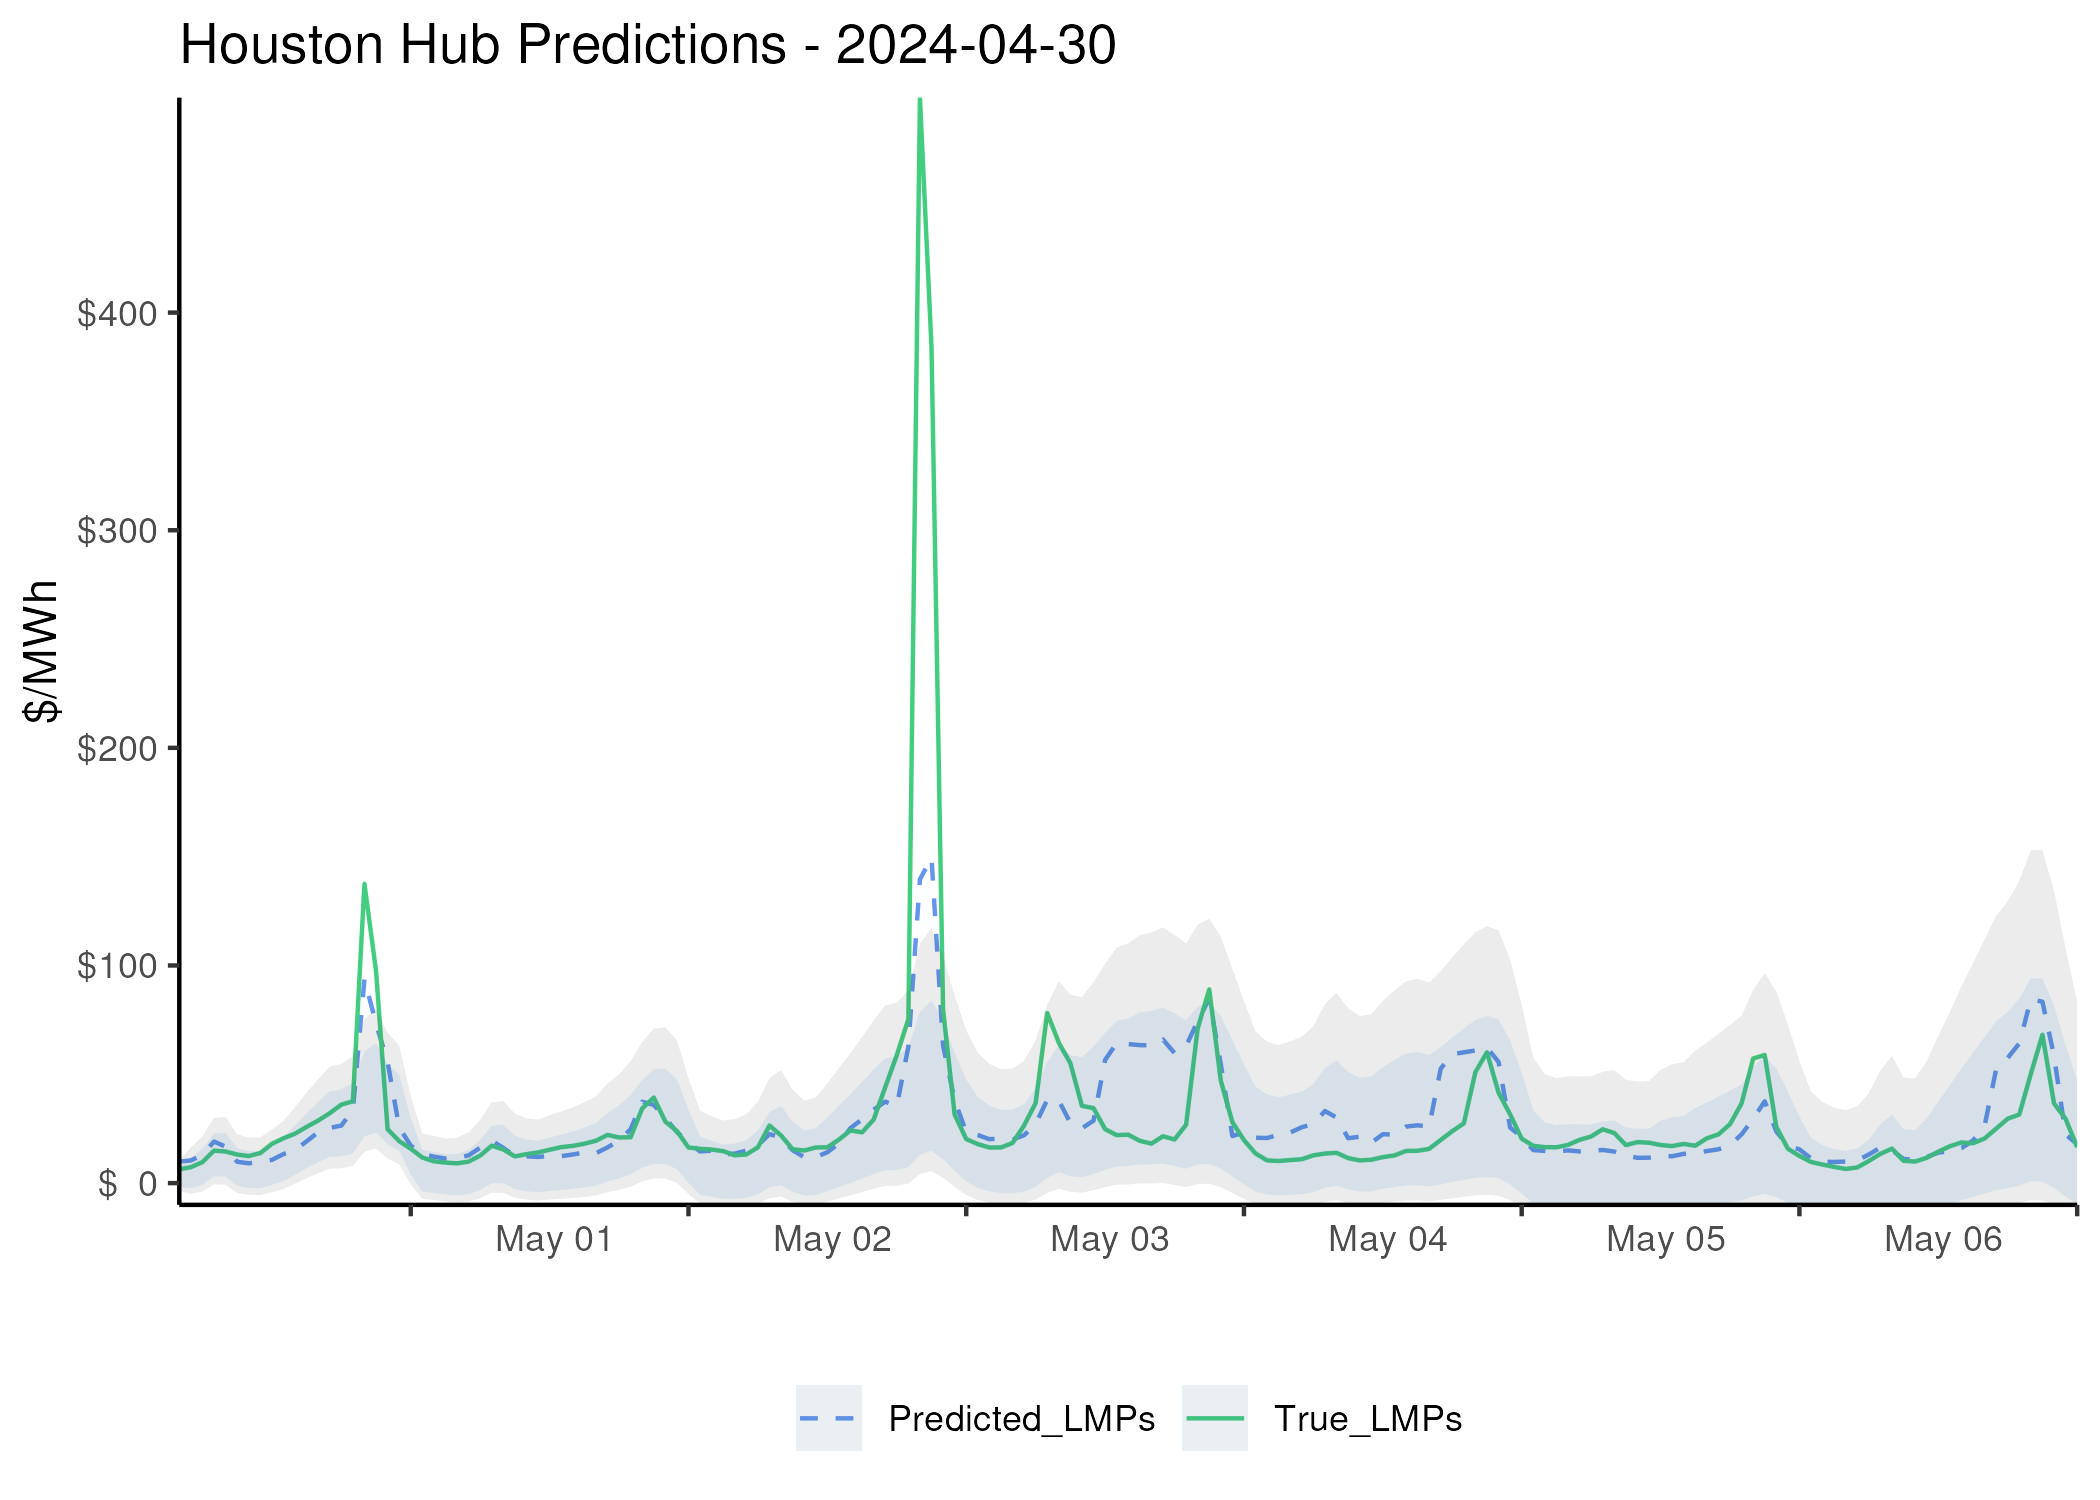 Houston Hub Predictions - 2024-04-30
$/MWh
$400
$300
$200
$100
$ 0
May 01 May 02 May 03 May 04 May 05 May 06
Predicted_LMPs True_LMPs